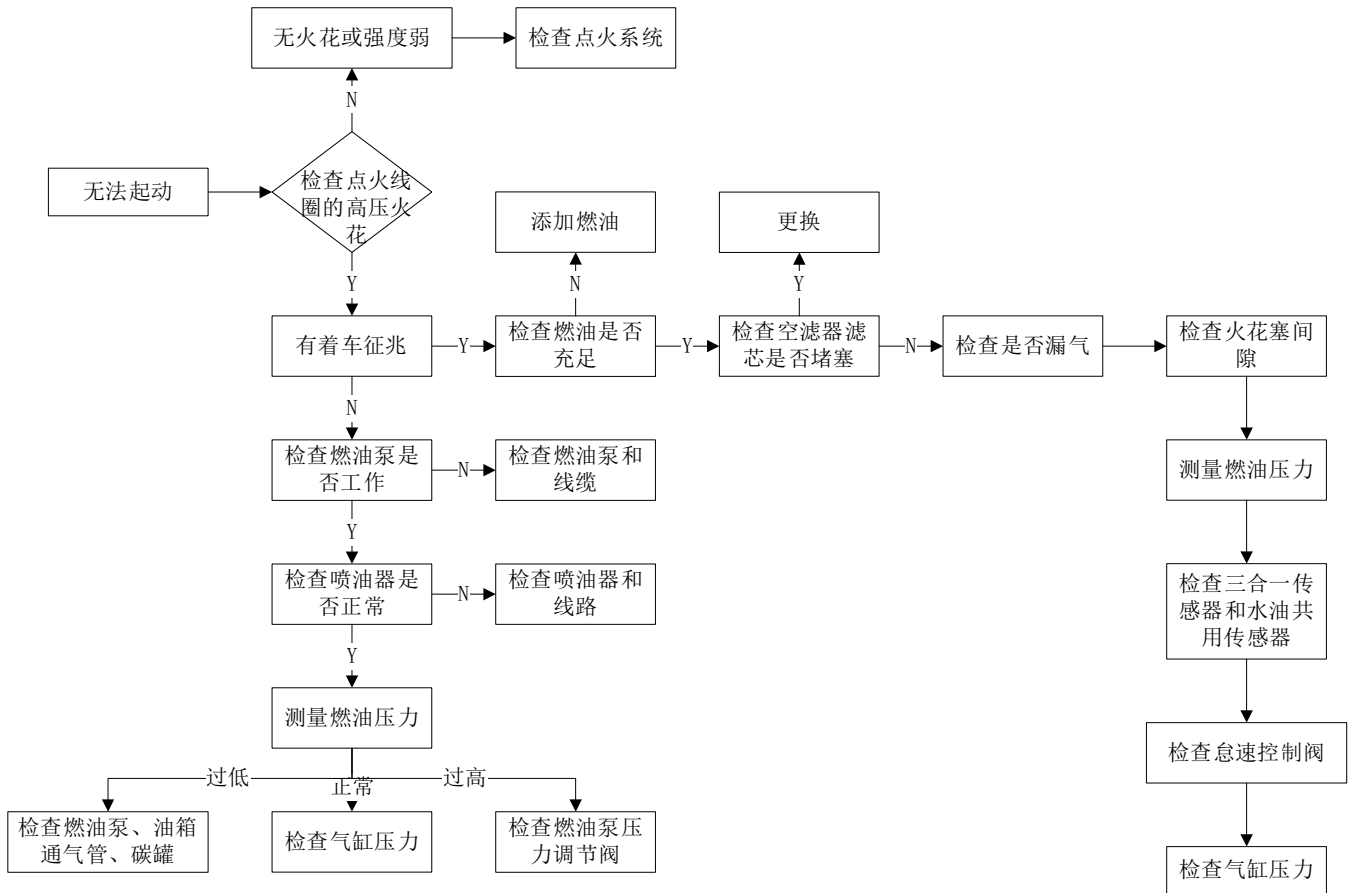 无火花或强度弱
检查点火系统
N
无法起动
检查点火线
圈的高压火
花
添加燃油
更换
Y
N
Y
有着车征兆
Y
检查燃油是否
充足
Y
检查空滤器滤
芯是否堵塞
N
检查是否漏气
检查火花塞间
隙
N
检查燃油泵是
否工作
N
检查燃油泵和
线缆
测量燃油压力
Y
检查喷油器是
否正常
N
检查喷油器和
线路
检查三合一传
感器和水油共
用传感器
Y
测量燃油压力
检查怠速控制阀
过低
正常
过高
检查燃油泵、油箱
通气管、碳罐
检查气缸压力
检查燃油泵压
力调节阀
检查气缸压力